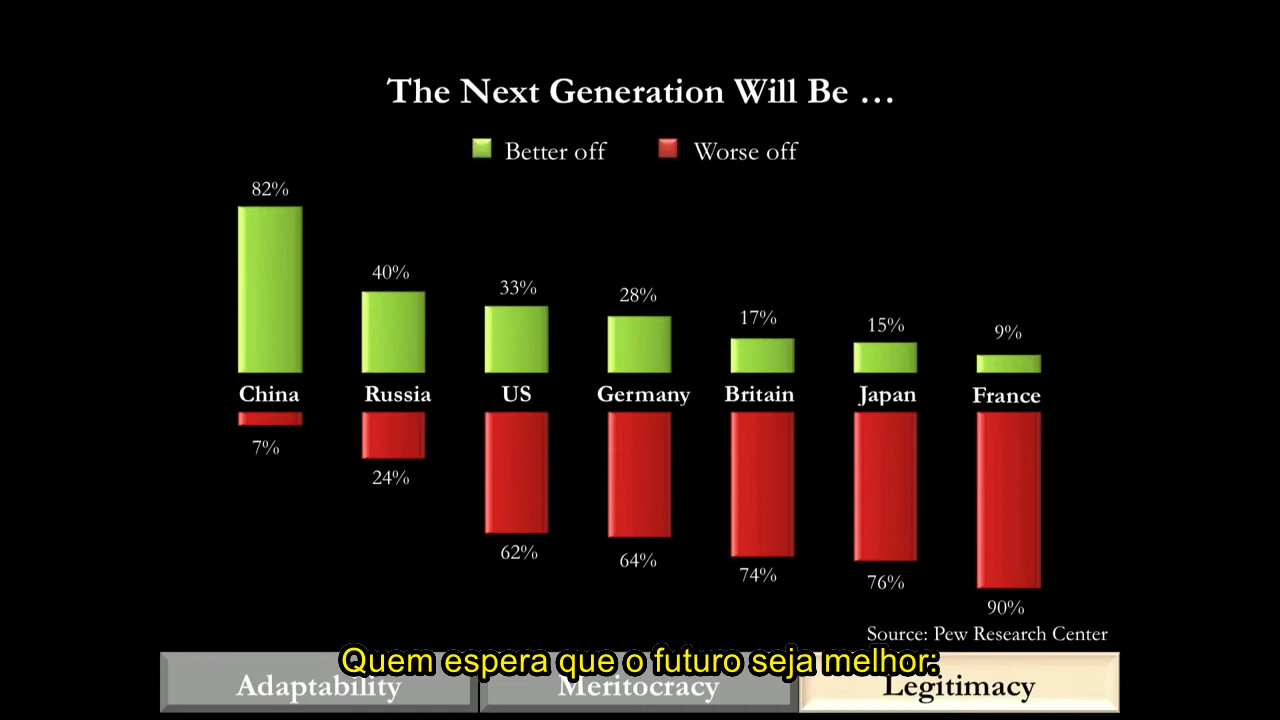 The Next Generation Will Be …
Better off Worse off
82%
40%
33%
28%
17%
15%
9%
China Russia US Germany Britain Japan France
7%
24%
62%
64%
74%
76%
90%
Source: Pew Research Center
Quem espera que o futuro seja melhor:
Adaptability Meritocracy Legitimacy